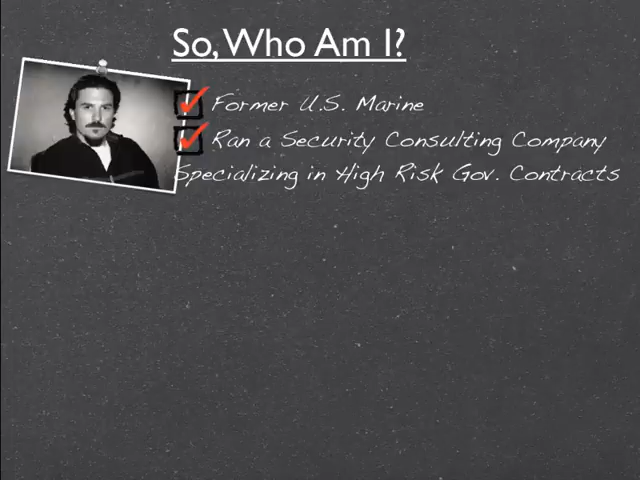 So, Who Am I?
Former U.S. Marine
Ran a Security Consulting Company
Specializing in High Risk Gov. Contracts